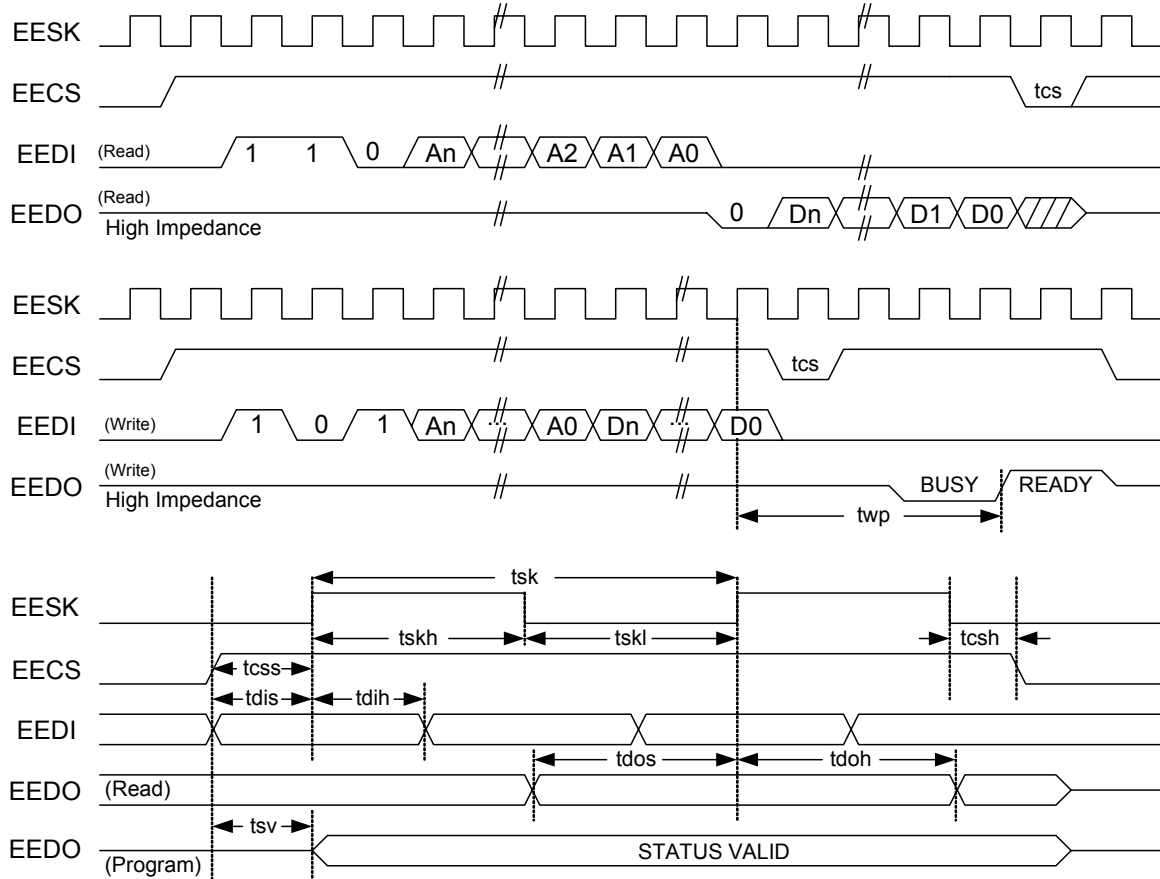 EESK
EECS tcs
EEDI (Read) 1 1 0 An ... A2 A1 A0
EEDO (Read) High Impedance 0 Dn ... D1 D0
EESK
EECS tcs
EEDI (Write) 1 0 1 An ... A0 Dn ... D0
EEDO (Write) High Impedance BUSY READY
twp
tsk
EESK
tskh tskl tcsh
EECS tcss
tdis tdih
EEDI
tdos tdoh
EEDO (Read)
tsv
EEDO (Program) STATUS VALID